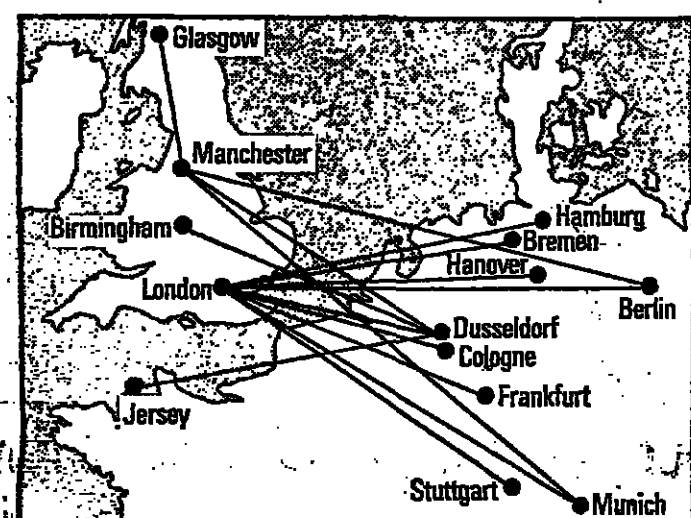 Glasgow
Manchester
Birmingham
Hamburg
Bremen
Hanover
London
Berlin
Dusseldorf
Cologne
Frankfurt
Jersey
Stuttgart
Munich